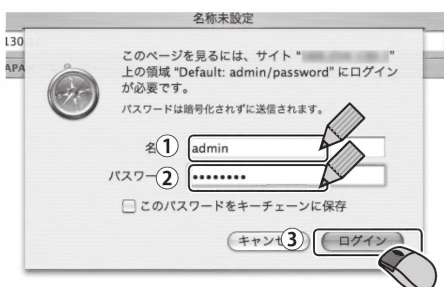 名称未設定
130
APA
このページを見るには、サイト " "
上の領域 "Default: admin/password" にログイン
が必要です。
パスワードは暗号化されずに送信されます。
名 ① admin
パスワー ② ••••••••
このパスワードをキーチェーンに保存
キャンセ ③ ログイン